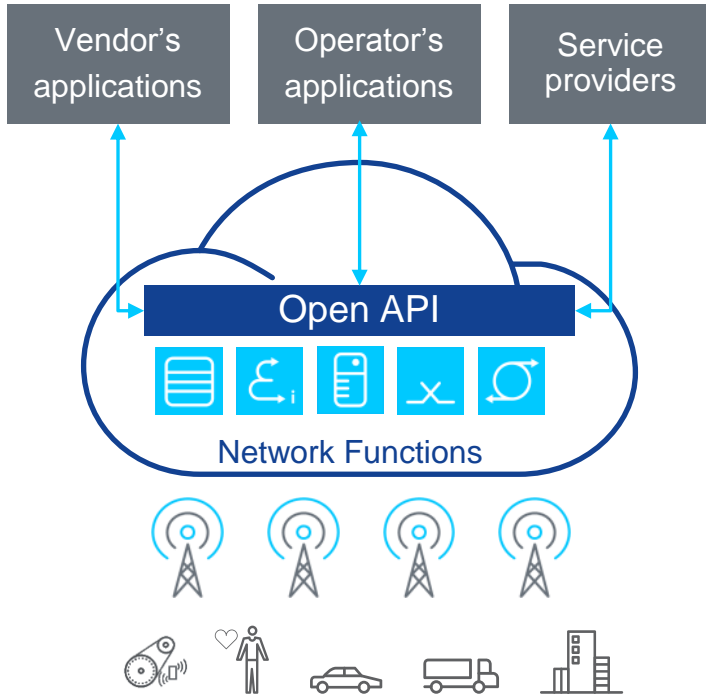 Vendor's
applications
Operator's
applications
Service
providers
Open API
i
Network Functions